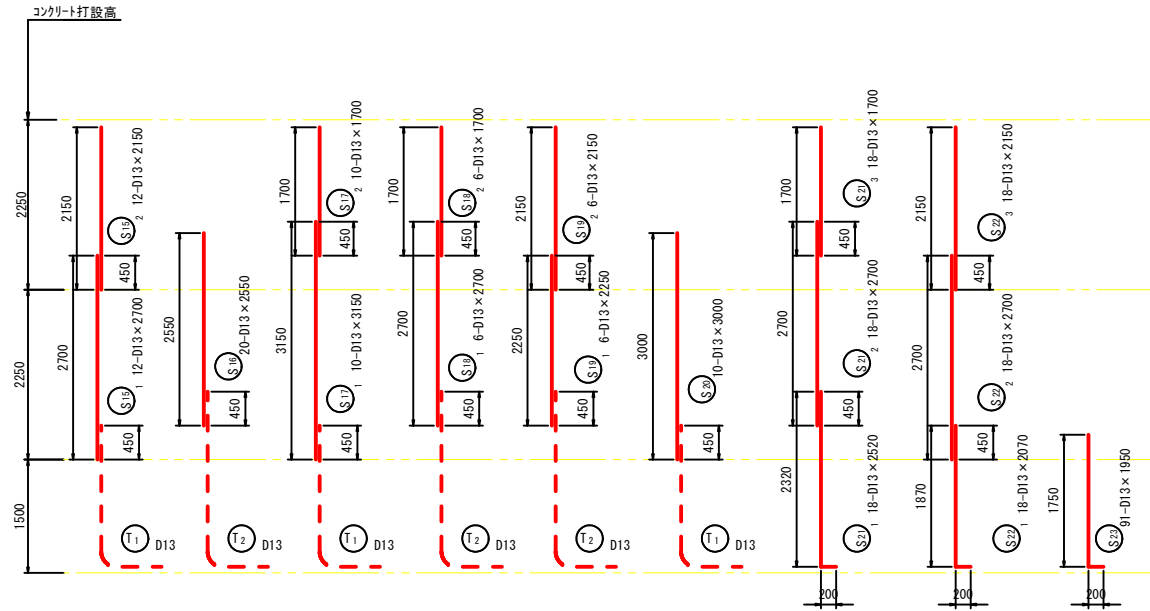 コンクリート打設高
2250
2250
1500
2150
2700
450
450
S15 2 12-D13×2150
S15 1 12-D13×2700
T1 D13
2550
450
S16 20-D13×2550
T2 D13
1700
3150
450
450
S17 2 10-D13×1700
S17 1 10-D13×3150
T1 D13
1700
2700
450
450
S18 2 6-D13×1700
S18 1 6-D13×2700
T2 D13
2150
2250
450
450
S19 2 6-D13×2150
S19 1 6-D13×2250
T2 D13
3000
450
S20 10-D13×3000
T1 D13
1700
2700
2320
450
450
200
S21 3 18-D13×1700
S21 2 18-D13×2700
S21 1 18-D13×2520
2150
2700
1870
450
450
200
S22 3 18-D13×2150
S22 2 18-D13×2700
S22 1 18-D13×2070
1750
200
S23 91-D13×1950